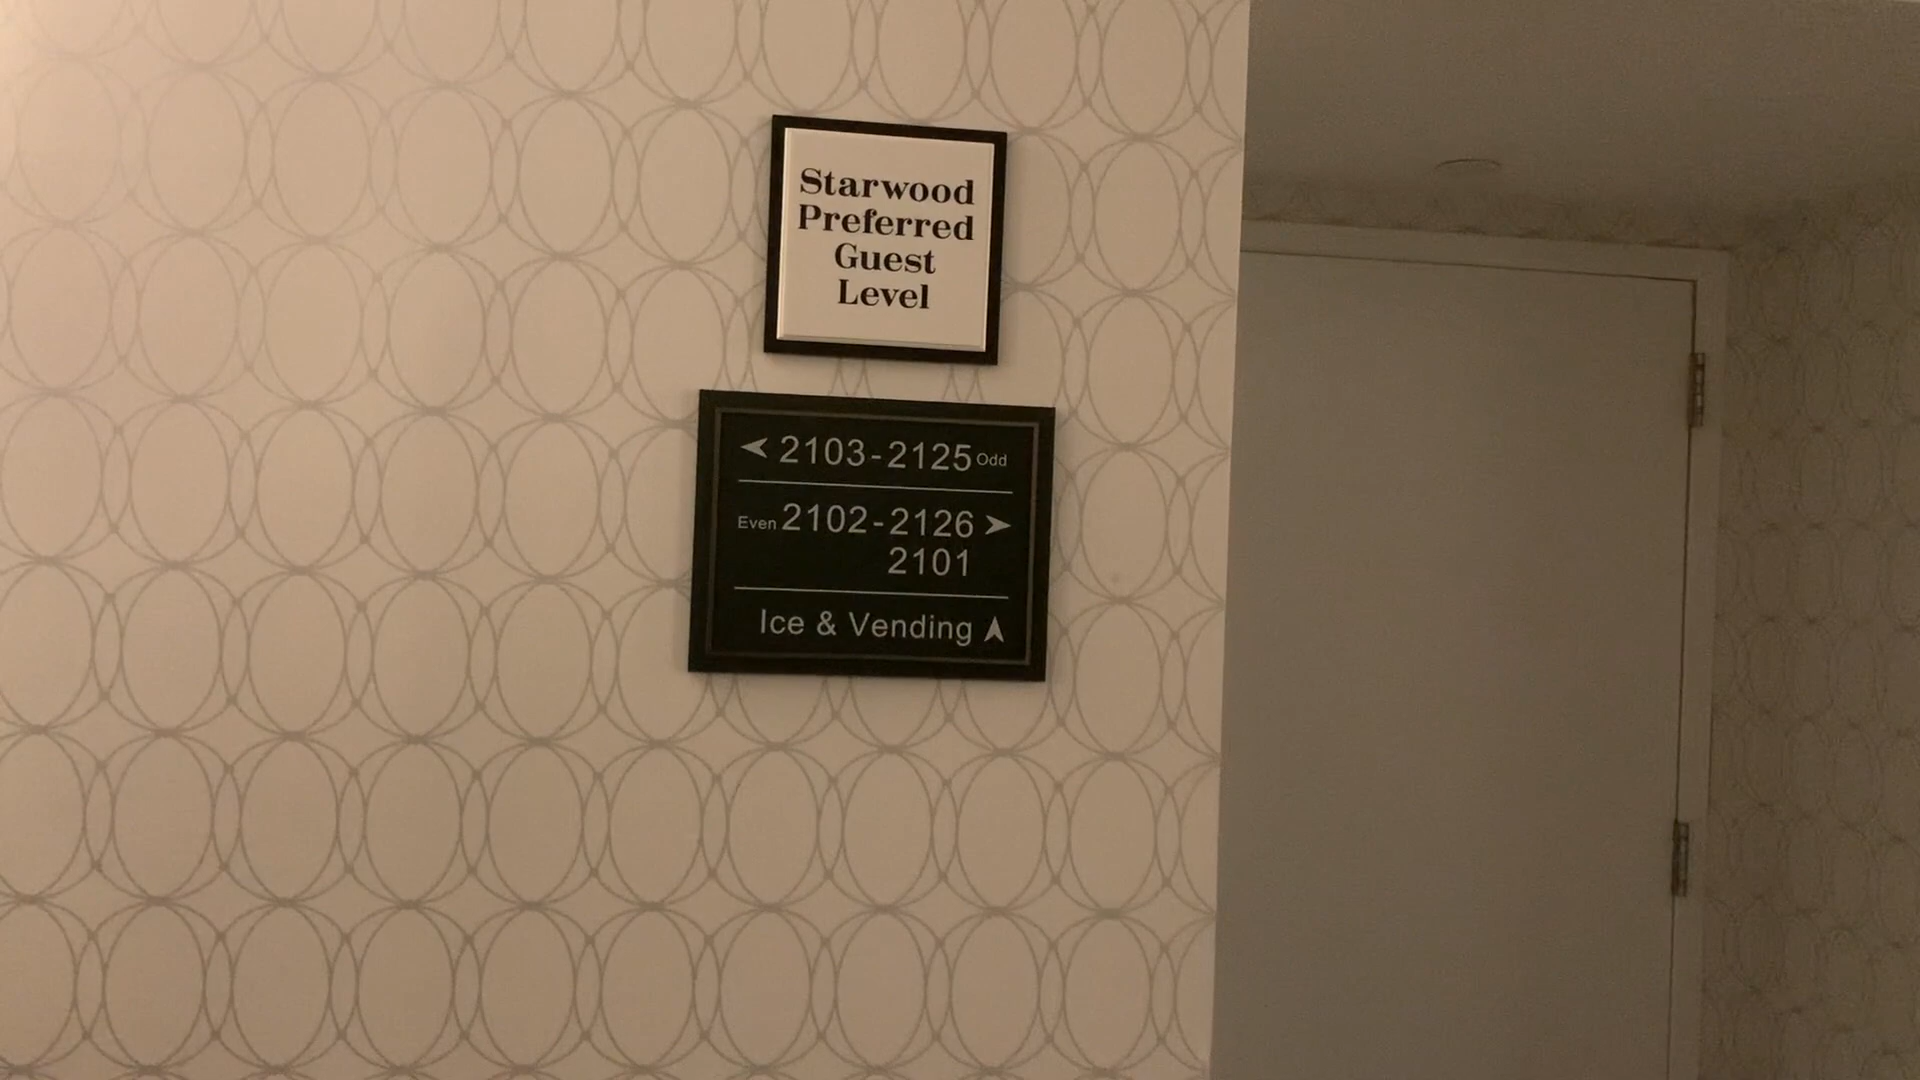 Starwood
Preferred
Guest
Level
2103-2125 Odd
Even 2102-2126
2101
Ice & Vending